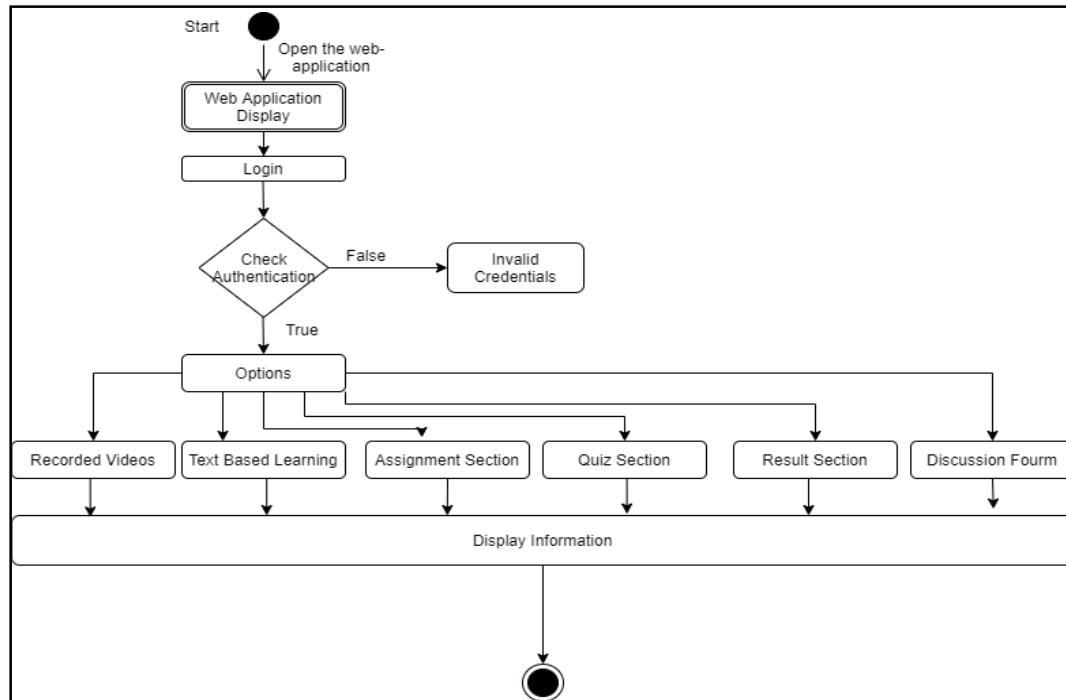 Start
Open the web-
application
Web Application
Display
Login
Check
Authentication
False
Invalid
Credentials
True
Options
Recorded Videos
Text Based Learning
Assignment Section
Quiz Section
Result Section
Discussion Fourm
Display Information